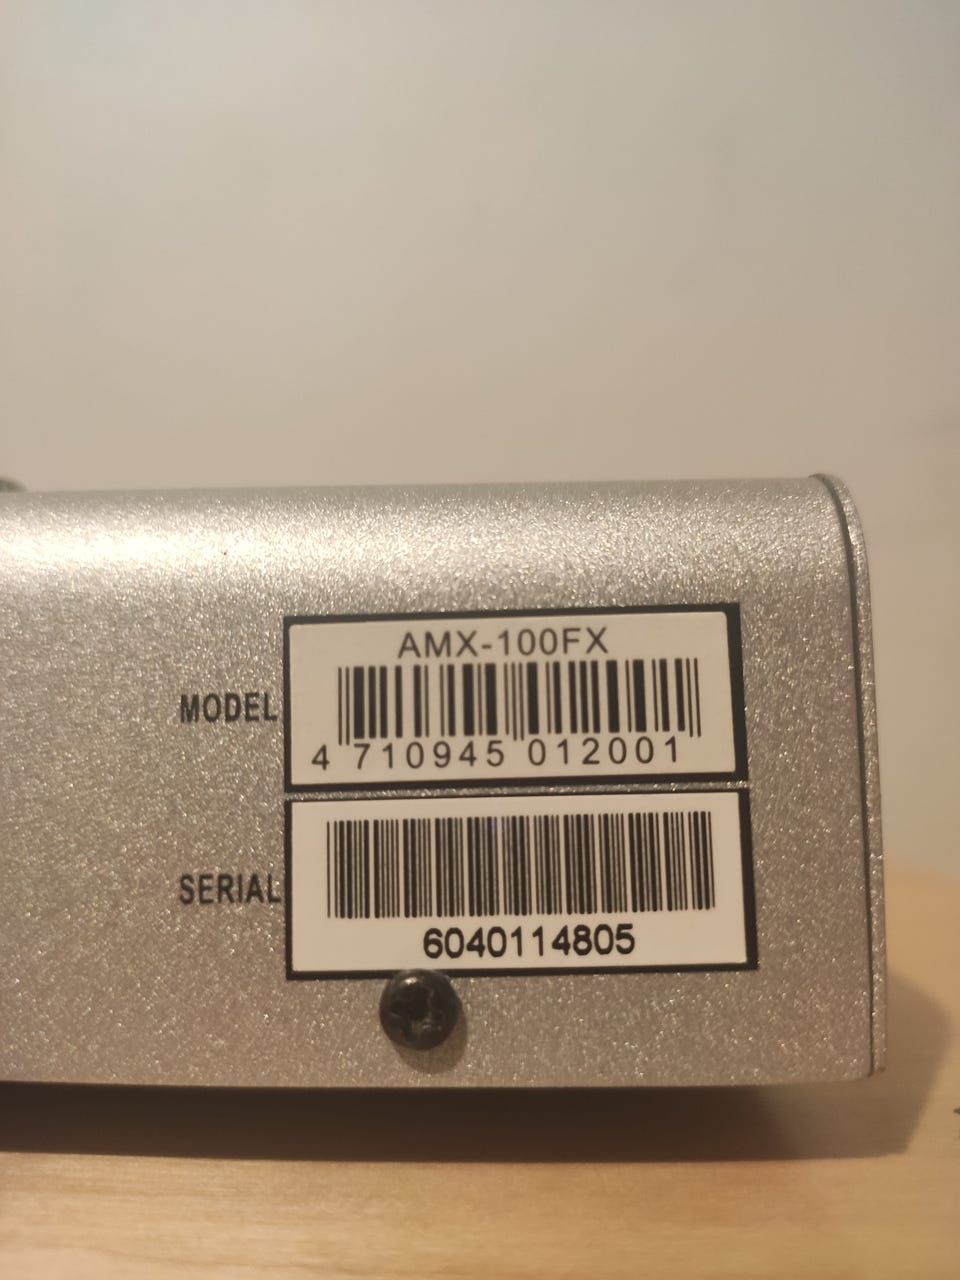 AMX-100FX
MODEL
4 710945 012001
SERIAL
6040114805